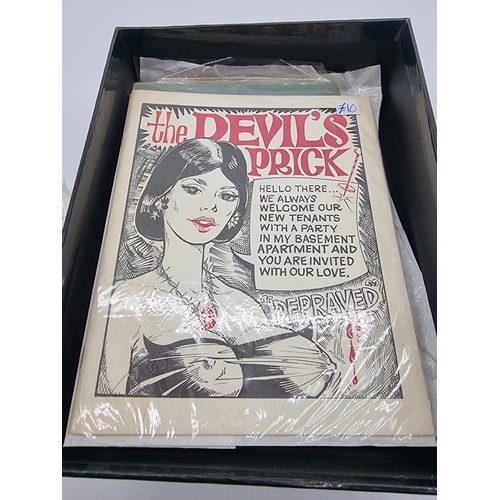 £10
the DEVIL'S
PRICK
HELLO THERE...
WE ALWAYS
WELCOME OUR
NEW TENANTS
WITH A PARTY
IN MY BASEMENT
APARTMENT AND
YOU ARE INVITED
WITH OUR LOVE.
DEPRAVED